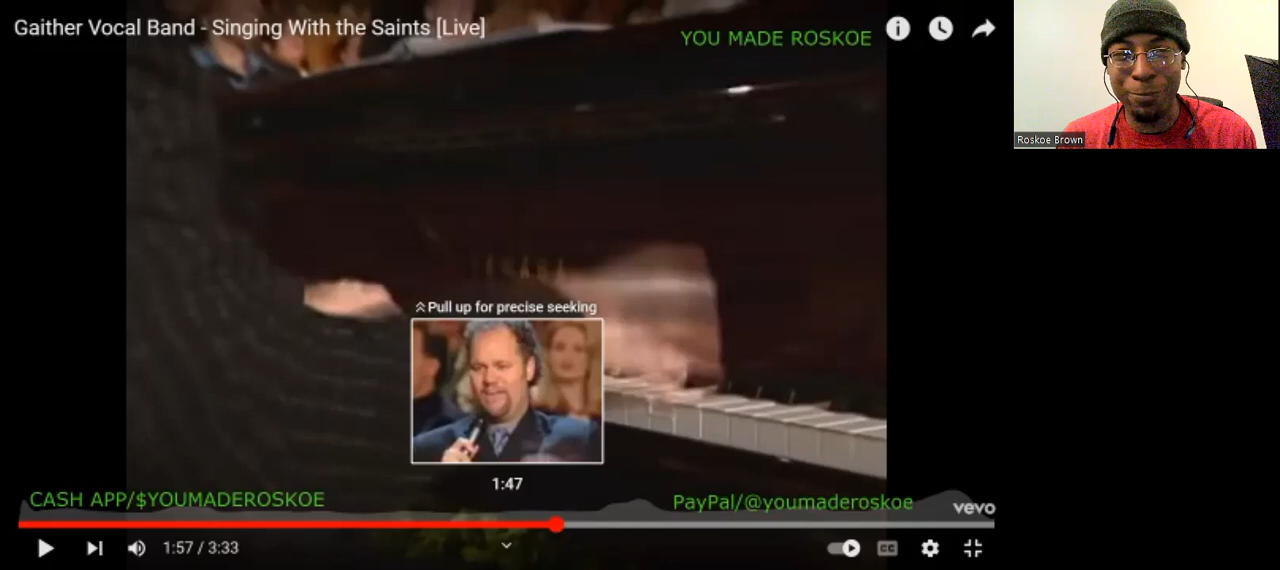 Gaither Vocal Band - Singing With the Saints [Live]
YOU MADE ROSKOE
Roskoe Brown
Pull up for precise seeking
1:47
CASH APP/$YOUMADEROSKOE
PayPal/@youmaderoskoe
vevo
1:57 / 3:33
CC